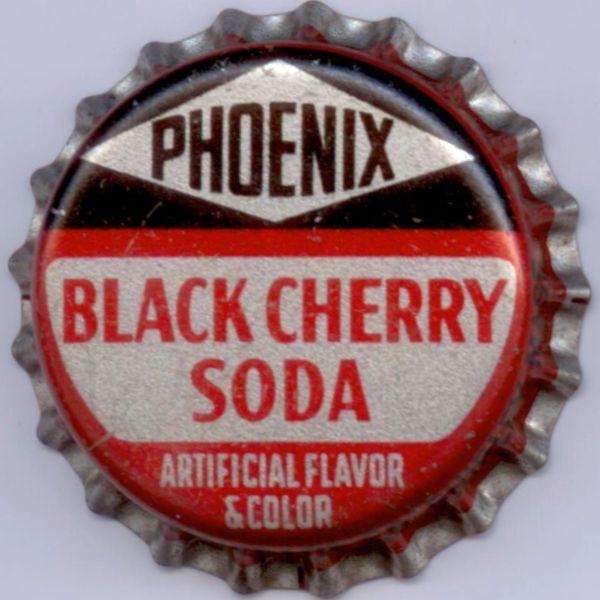 PHOENIX
BLACK CHERRY
SODA
ARTIFICIAL FLAVOR
& COLOR